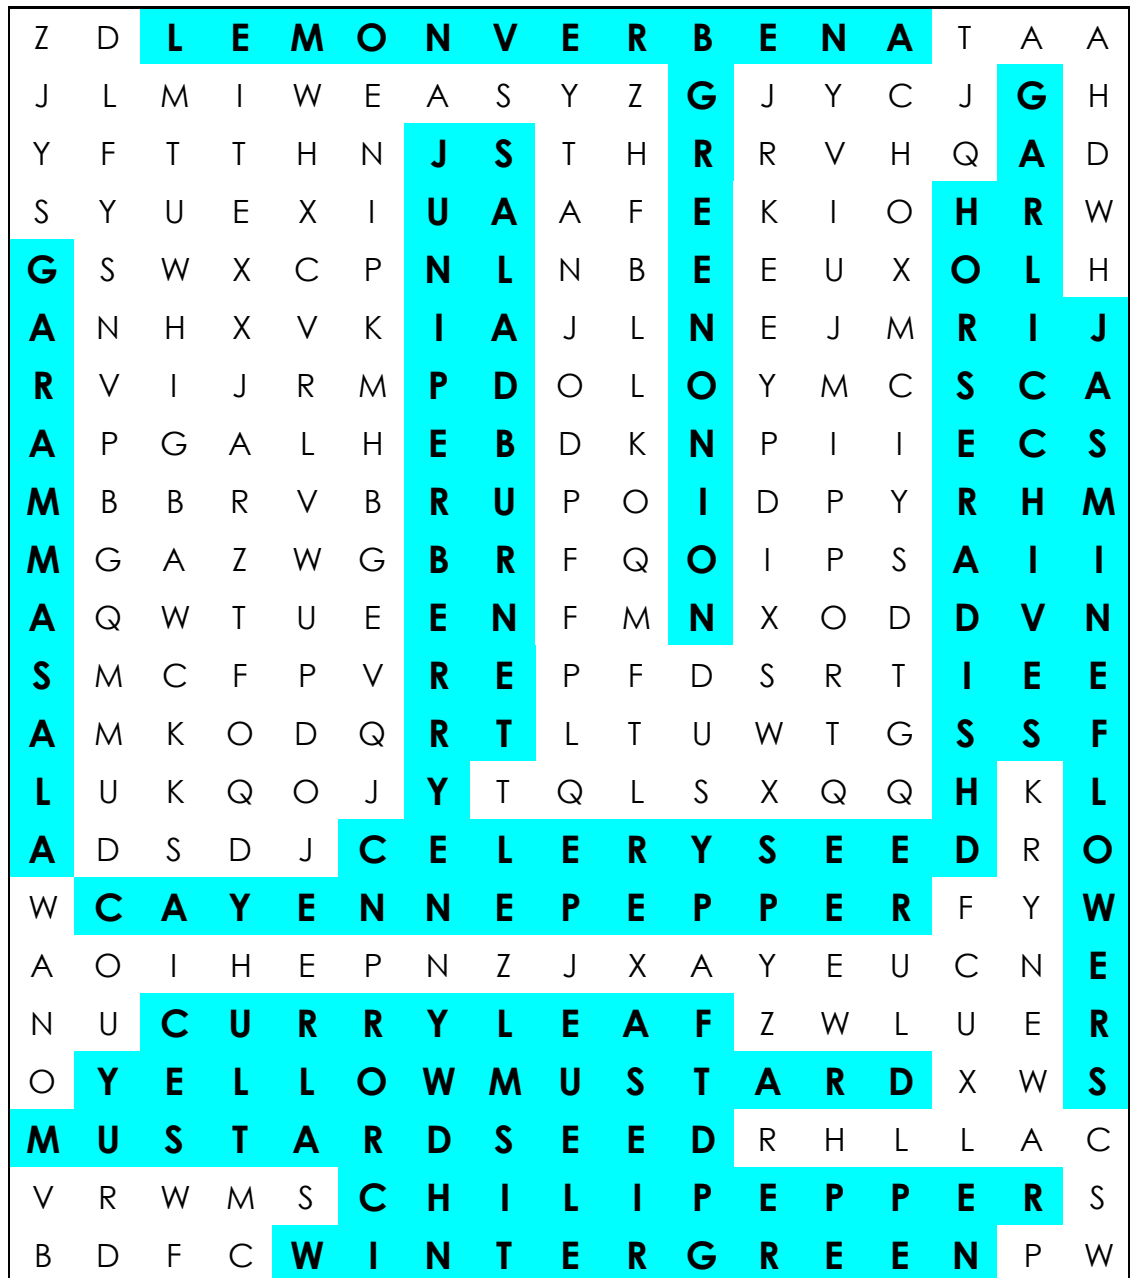 Z D L E M O N V E R B E N A T A A
J L M I W E A S Y Z G J Y C J G H
Y F T T H N J S T H R R V H Q A D
S Y U E X I U A A F E K I O H R W
G S W X C P N L N B E E U X O L H
A N H X V K I A J L N E J M R I J
R V I J R M P D O L O Y M C S C A
A P G A L H E B D K N P I I E C S
M B B R V B R U P O I D P Y R H M
M G A Z W G B R F Q O I P S A I I
A Q W T U E E N F M N X O D D V N
S M C F P V R E P F D S R T I E E
A M K O D Q R T L T U W T G S S F
L U K Q O J Y T Q L S X Q Q H K L
A D S D J C E L E R Y S E E D R O
W C A Y E N N E P E P P E R F Y W
A O I H E P N Z J X A Y E U C N E
N U C U R R Y L E A F Z W L U E R
O Y E L L O W M U S T A R D X W S
M U S T A R D S E E D R H L L A C
V R W M S C H I L I P E P P E R S
B D F C W I N T E R G R E E N P W